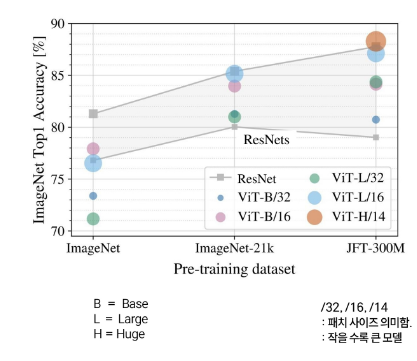 ImageNet Top1 Accuracy [%]
90
85
80
75
70
ResNets
ResNet
ViT-B/32
ViT-B/16
ViT-L/32
ViT-L/16
ViT-H/14
ImageNet
ImageNet-21k
JFT-300M
Pre-training dataset
B = Base
L = Large
H = Huge
/32, /16, /14
: 패치 사이즈 의미함.
: 작을 수록 큰 모델